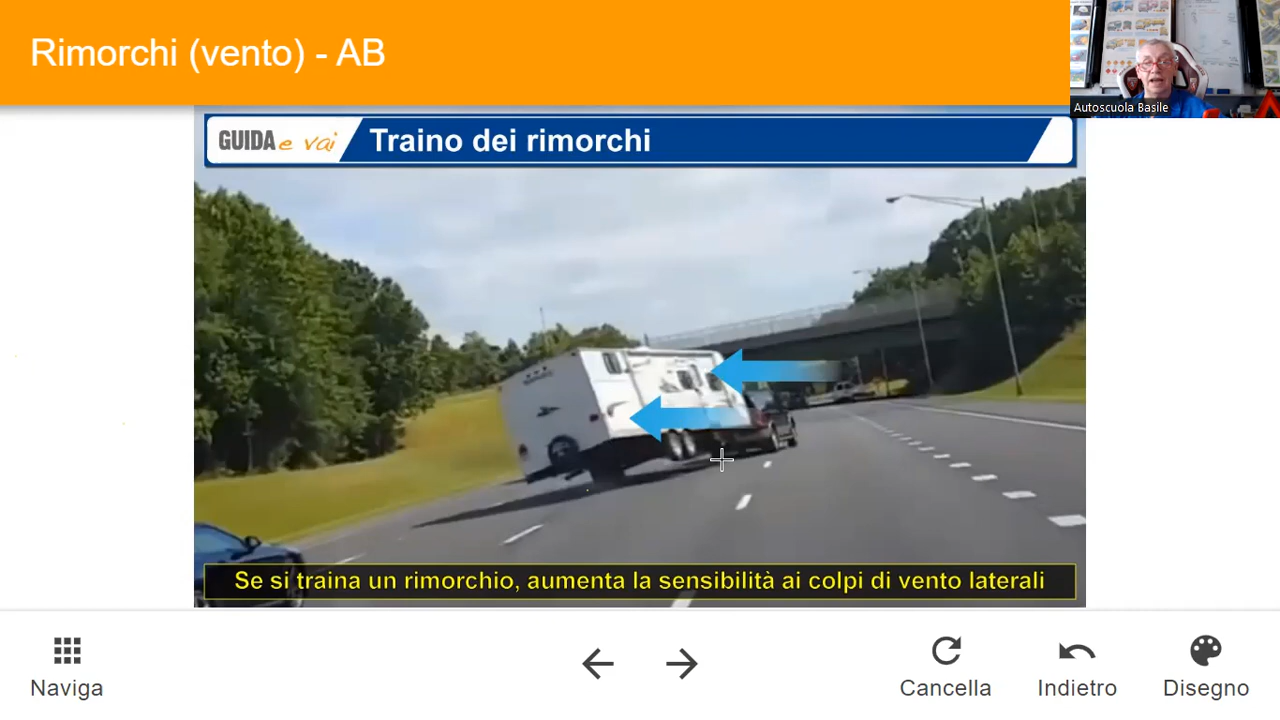 Rimorchi (vento) - AB
Autoscuola Basile
GUIDA e vai
Traino dei rimorchi
Se si traina un rimorchio, aumenta la sensibilità ai colpi di vento laterali
Naviga
Cancella
Indietro
Disegno